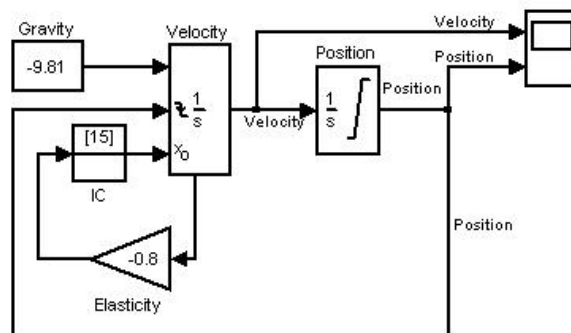 Gravity
-9.81
Velocity
1
s
x0
[15]
IC
-0.8
Elasticity
Velocity
Position
1
s
Position
Velocity
Position
Position